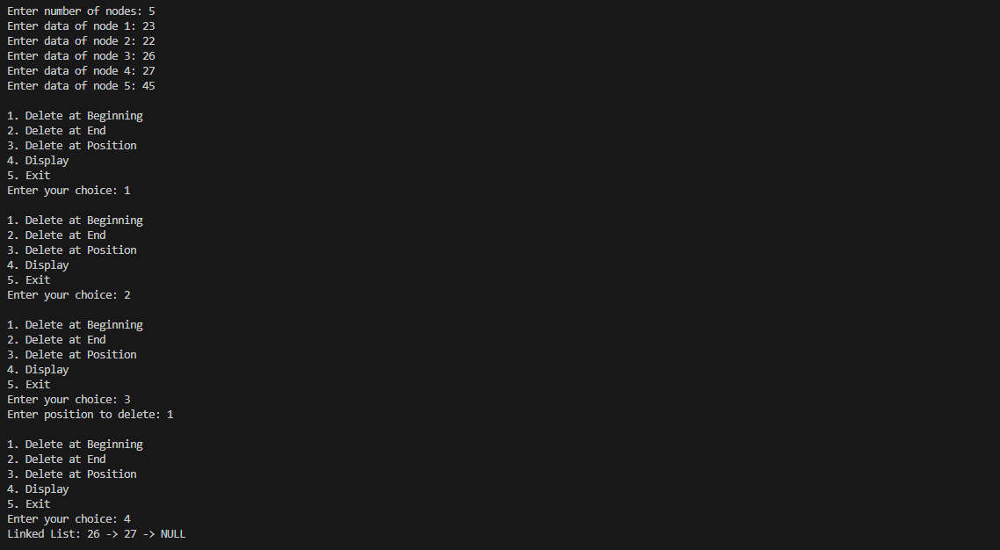 Enter number of nodes: 5
Enter data of node 1: 23
Enter data of node 2: 22
Enter data of node 3: 26
Enter data of node 4: 27
Enter data of node 5: 45
1. Delete at Beginning
2. Delete at End
3. Delete at Position
4. Display
5. Exit
Enter your choice: 1
1. Delete at Beginning
2. Delete at End
3. Delete at Position
4. Display
5. Exit
Enter your choice: 2
1. Delete at Beginning
2. Delete at End
3. Delete at Position
4. Display
5. Exit
Enter your choice: 3
Enter position to delete: 1
1. Delete at Beginning
2. Delete at End
3. Delete at Position
4. Display
5. Exit
Enter your choice: 4
Linked List: 26 -> 27 -> NULL